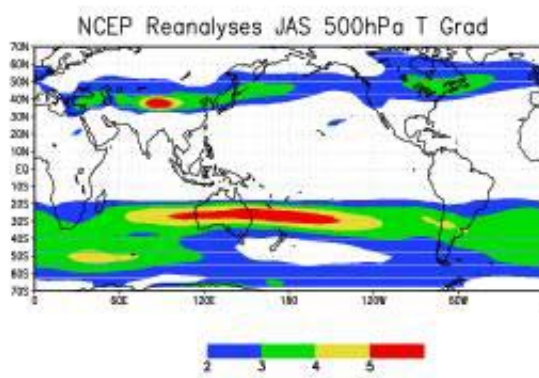 NCEP Reanalyses JAS 500hPa T Grad
70N
60N
50N
40N
30N
20N
10N
EQ
10S
20S
30S
40S
50S
60S
70S
0 60E 120E 180 120W 60W
2 3 4 5